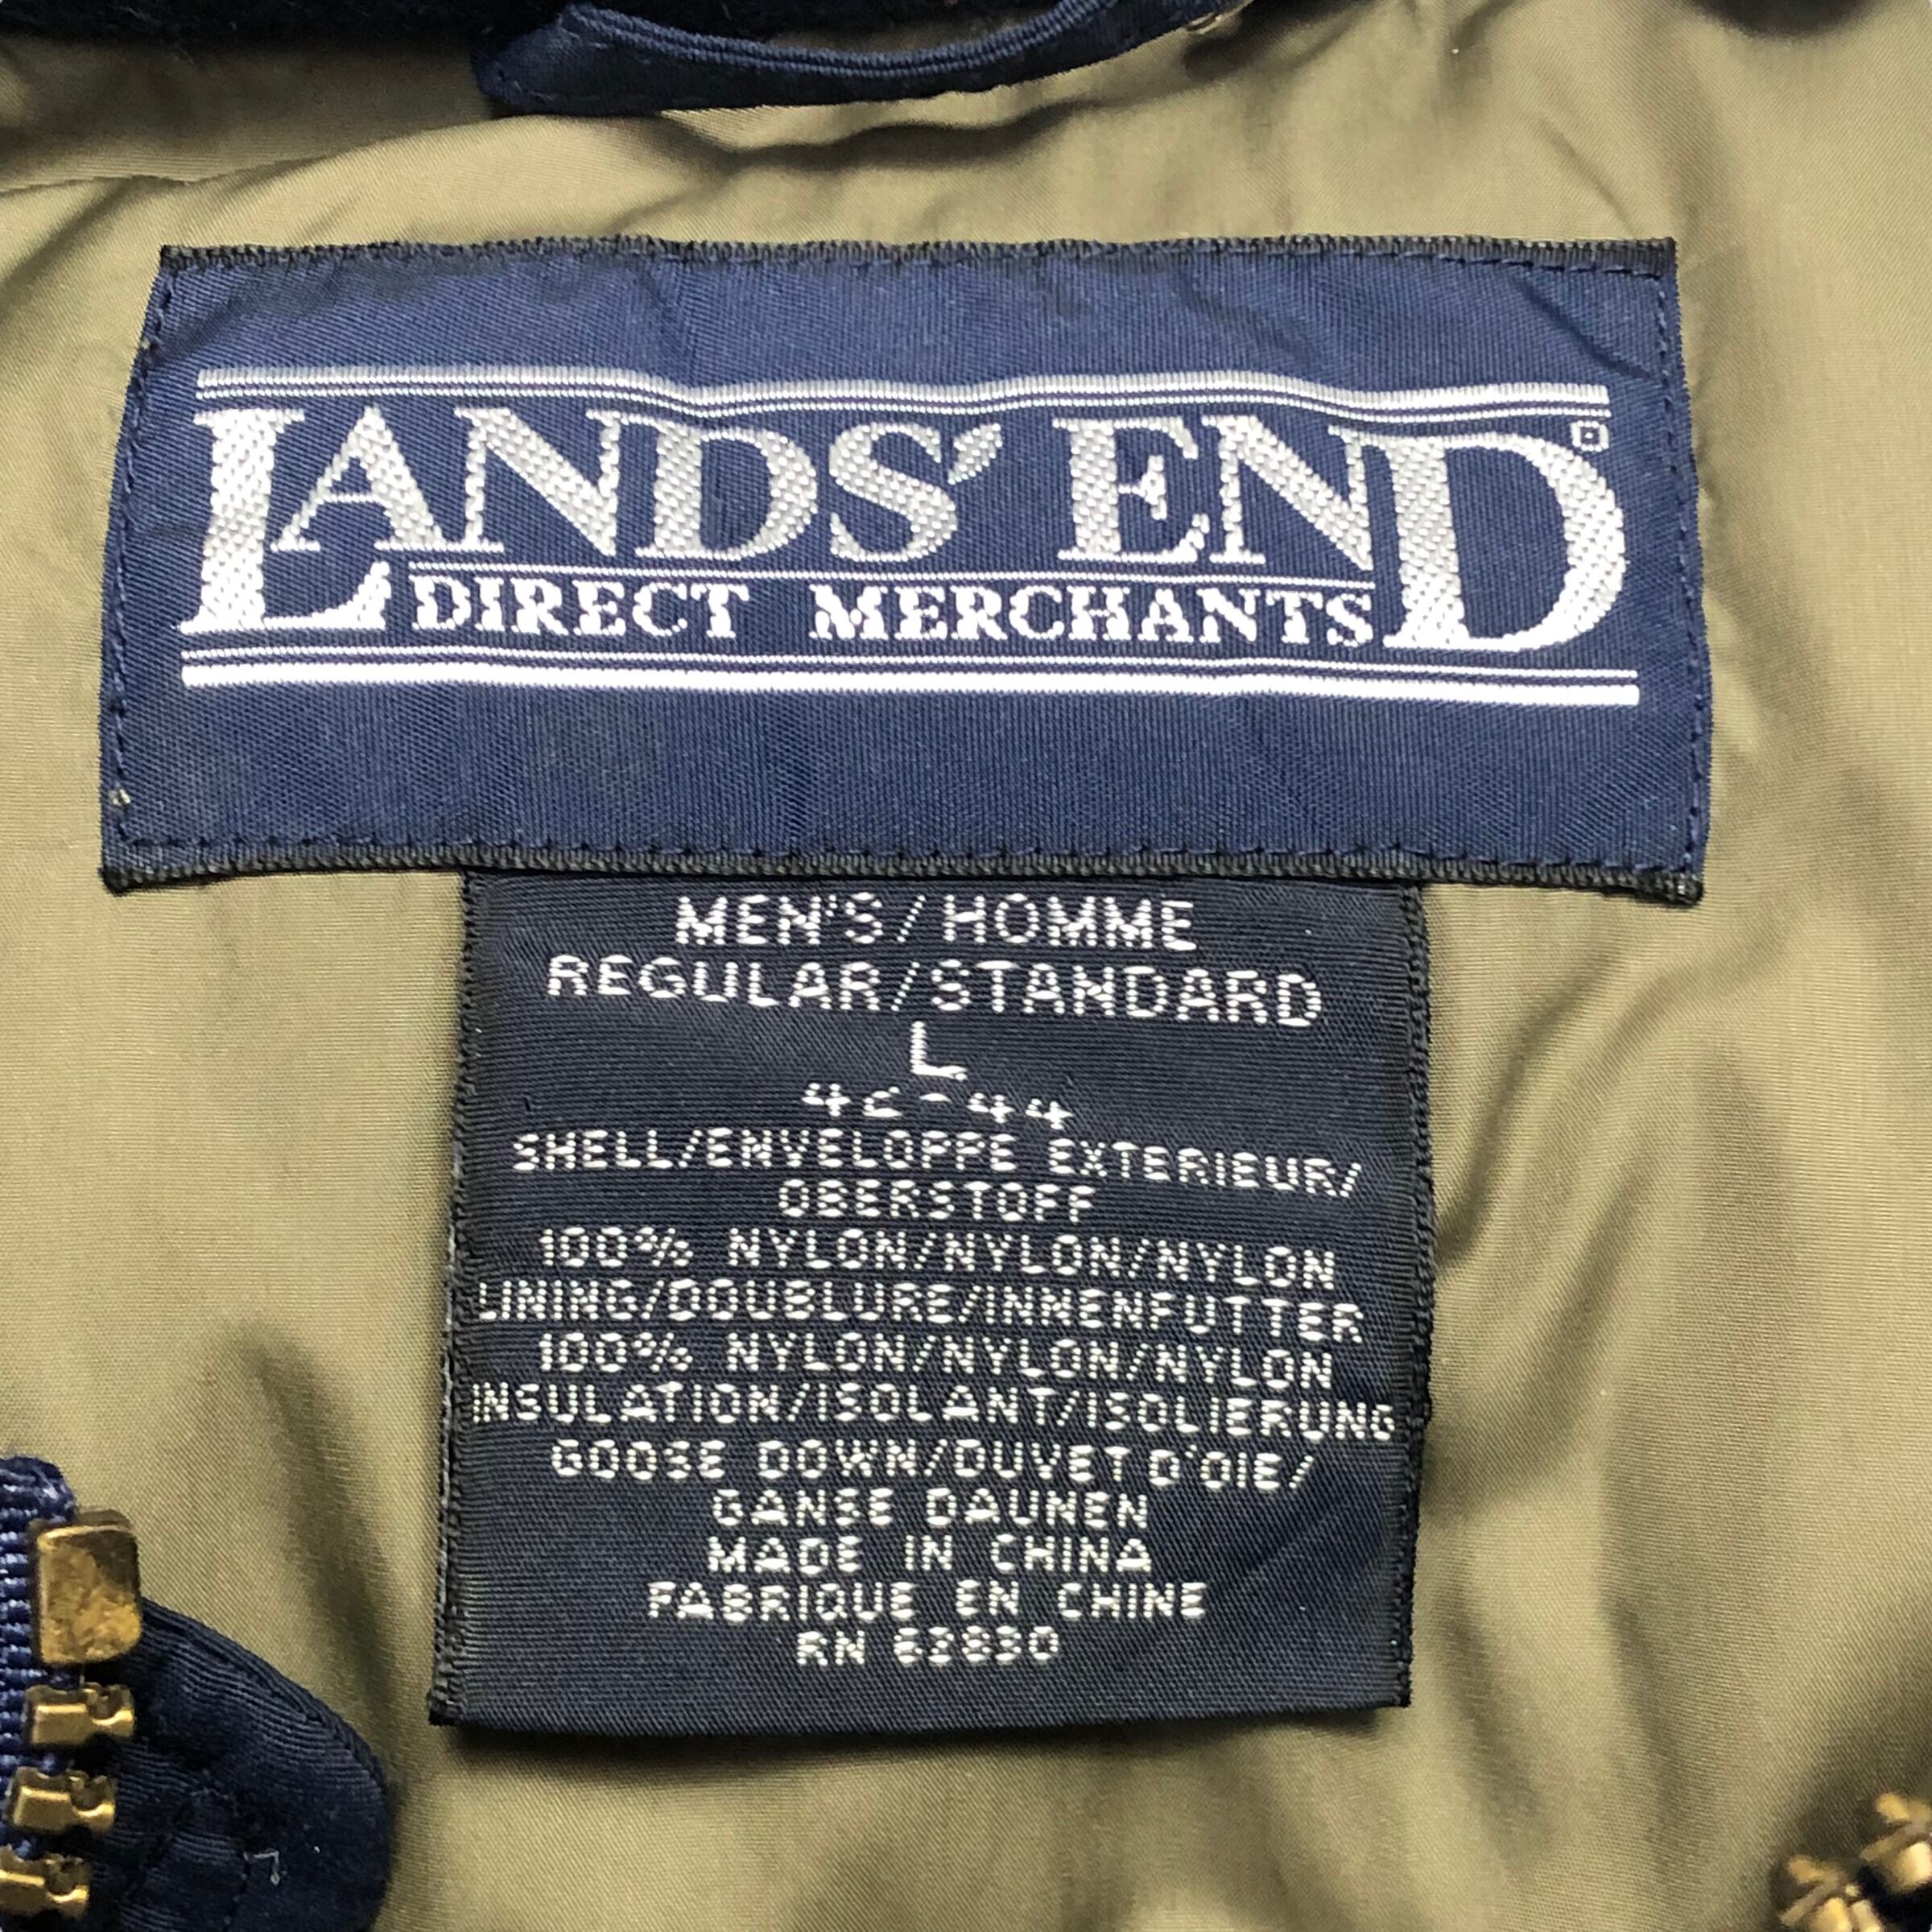 LANDS' END
DIRECT MERCHANTS
MEN'S/HOMME
REGULAR/STANDARD
L
42-44
SHELL/ENVELOPPE EXTERIEUR/
OBERSTOFF
100% NYLON/NYLON/NYLON
LINING/DOUBLURE/INNENFUTTER
100% NYLON/NYLON/NYLON
INSULATION/ISOLANT/ISOLIERUNG
GOOSE DOWN/DUVET D'OIE/
GANSE DAUNEN
MADE IN CHINA
FABRIQUE EN CHINE
RN 62830